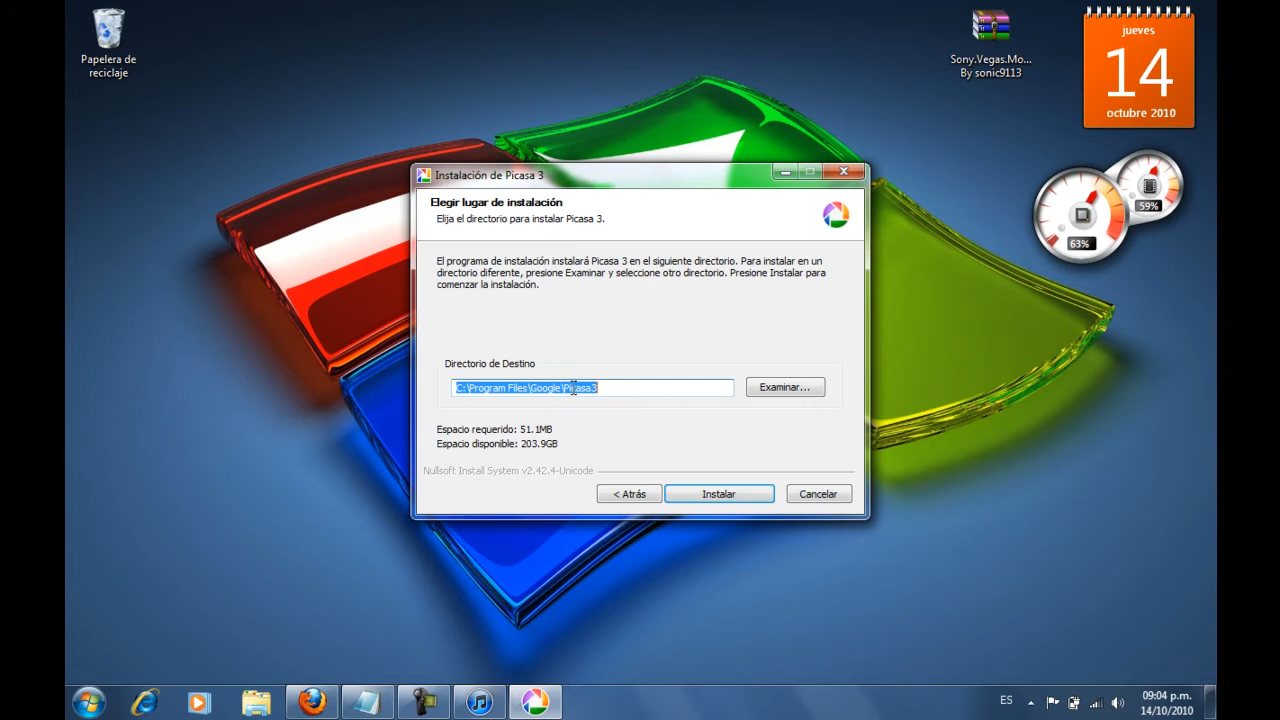 Papelera de
reciclaje
Sony.Vegas.Mo...
By sonic9113
jueves
14
octubre 2010
59%
63%
Instalación de Picasa 3
Elegir lugar de instalación
Elija el directorio para instalar Picasa 3.
El programa de instalación instalará Picasa 3 en el siguiente directorio. Para instalar en un
directorio diferente, presione Examinar y seleccione otro directorio. Presione Instalar para
comenzar la instalación.
Directorio de Destino
C:\Program Files\Google\Picasa3
Examinar...
Espacio requerido: 51.1MB
Espacio disponible: 203.9GB
Nullsoft Install System v2.42.4-Unicode
< Atrás
Instalar
Cancelar
ES
09:04 p.m.
14/10/2010